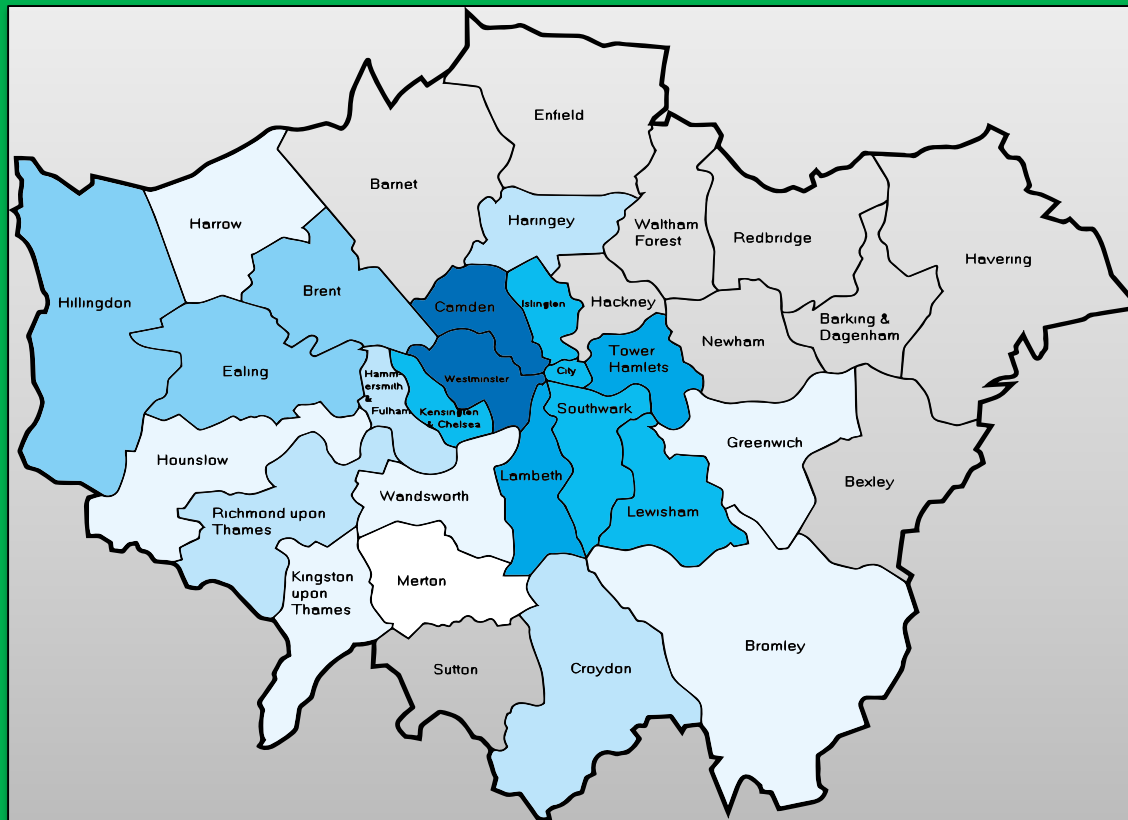 Enfield
Barnet
Haringey
Waltham
Forest
Redbridge
Havering
Harrow
Hillingdon
Brent
Camden
Islington
Hackney
Barking &
Dagenham
Newham
Tower
Hamlets
City
Ealing
Hamm
ersmith
&
Fulham
Westminster
Kensington
& Chelsea
Southwark
Greenwich
Hounslow
Lambeth
Bexley
Wandsworth
Lewisham
Richmond upon
Thames
Kingston
upon
Thames
Merton
Bromley
Sutton
Croydon